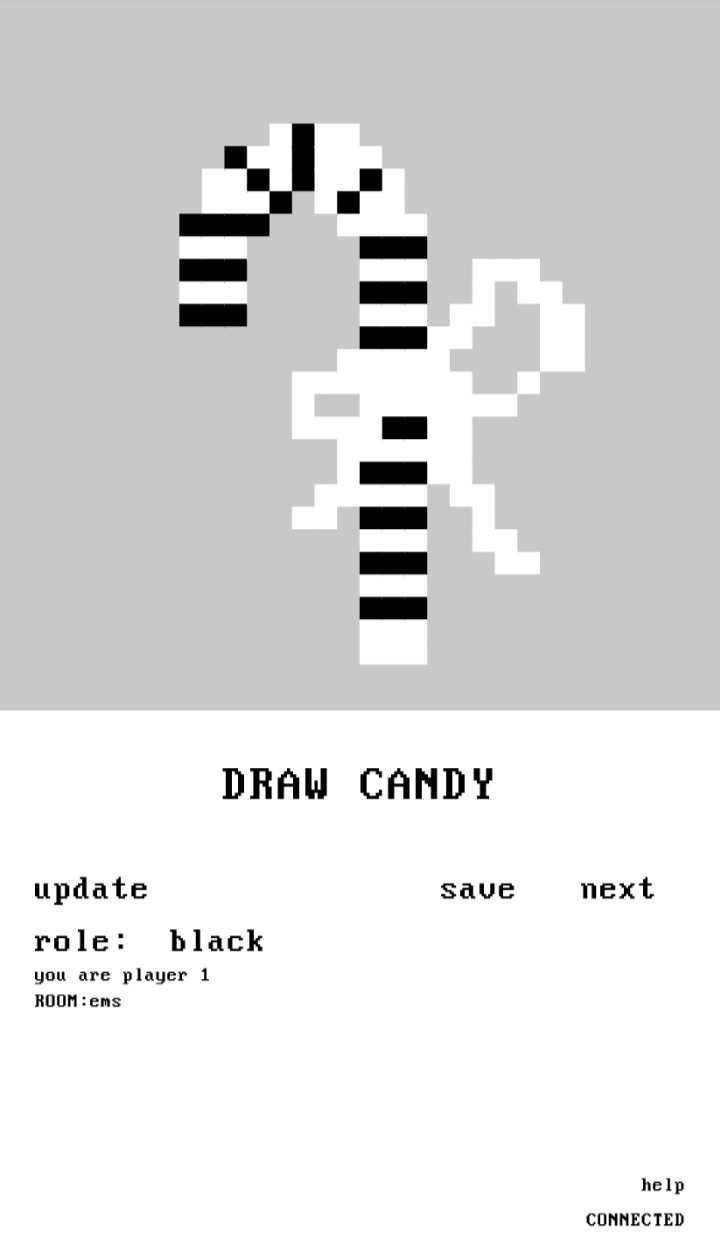 DRAW CANDY
update save next
role: black
you are player 1
ROOM:ems
help
CONNECTED